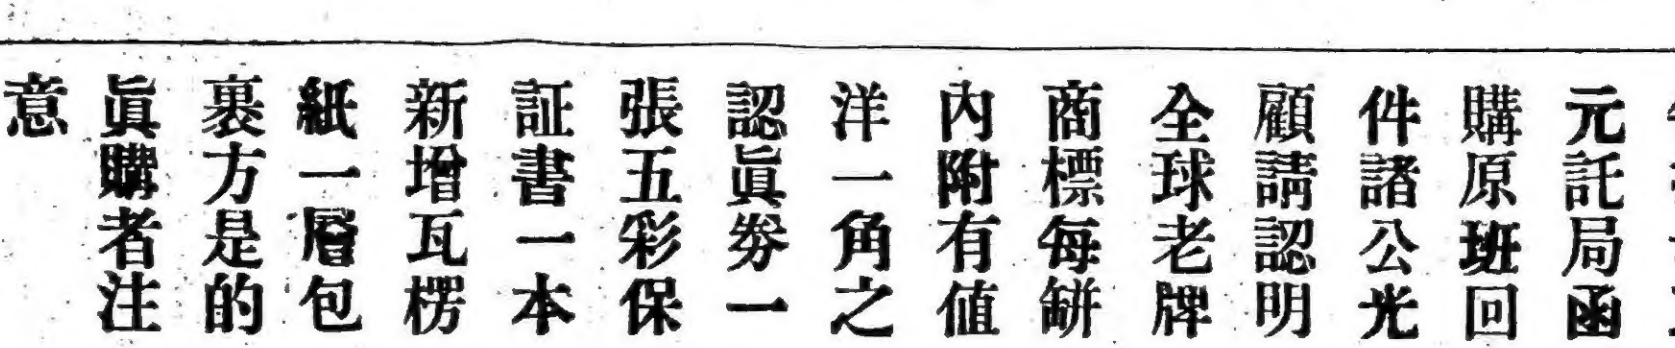 元託局函
購原班回
件諸公光
顧請認明
全球老牌
商標每缾
內附有值
洋一角之
認眞劵一
張五彩保
証書一本
新增瓦楞
紙一層包
裹方是的
眞購者注
意